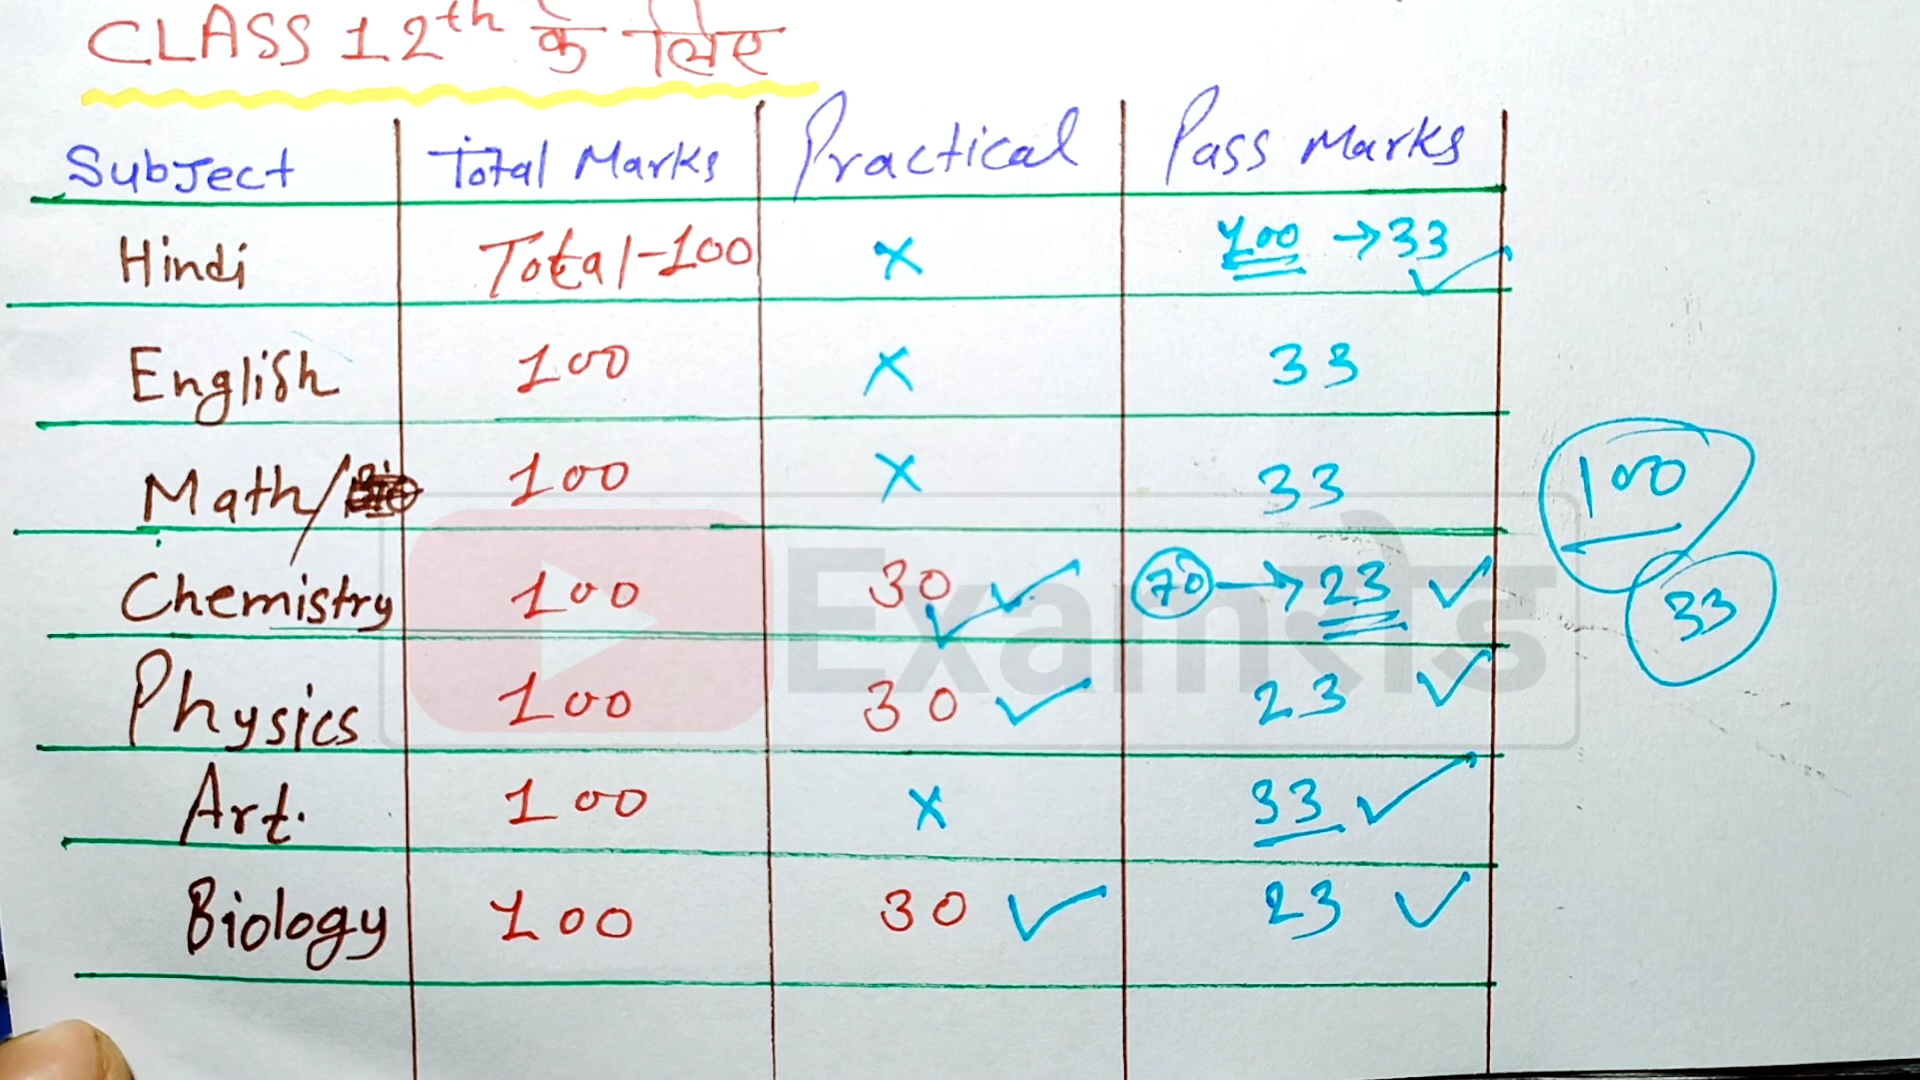 CLASS 12th के लिए
Subject Total Marks Practical Pass Marks
Hindi Total-100 × 100 → 33 ✓
English 100 × 33
Math/ 100 × 33
Chemistry 100 30 ✓ ✓ 70 → 23 ✓
Physics 100 30 ✓ 23 ✓
Art. 100 × 33 ✓
Biology 100 30 ✓ 23 ✓
100
33
Examरोड